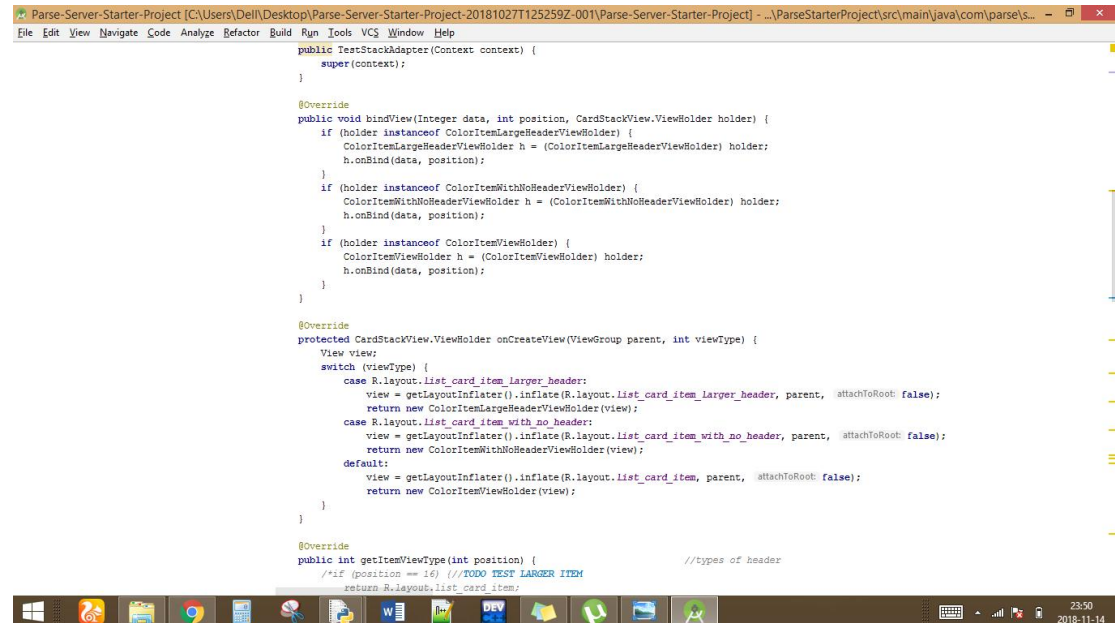 Parse-Server-Starter-Project [C:\Users\Dell\Desktop\Parse-Server-Starter-Project-20181027T125259Z-001\Parse-Server-Starter-Project] - ...\ParseStarterProject\src\main\java\com\parse\s...
File Edit View Navigate Code Analyze Refactor Build Run Tools VCS Window Help
public TestStackAdapter(Context context) {
super(context);
}
@Override
public void bindView(Integer data, int position, CardStackView.ViewHolder holder) {
if (holder instanceof ColorItemLargeHeaderViewHolder) {
ColorItemLargeHeaderViewHolder h = (ColorItemLargeHeaderViewHolder) holder;
h.onBind(data, position);
}
if (holder instanceof ColorItemWithNoHeaderViewHolder) {
ColorItemWithNoHeaderViewHolder h = (ColorItemWithNoHeaderViewHolder) holder;
h.onBind(data, position);
}
if (holder instanceof ColorItemViewHolder) {
ColorItemViewHolder h = (ColorItemViewHolder) holder;
h.onBind(data, position);
}
}
@Override
protected CardStackView.ViewHolder onCreateView(ViewGroup parent, int viewType) {
View view;
switch (viewType) {
case R.layout.list_card_item_larger_header:
view = getLayoutInflater().inflate(R.layout.list_card_item_larger_header, parent, attachToRoot: false);
return new ColorItemLargeHeaderViewHolder(view);
case R.layout.list_card_item_with_no_header:
view = getLayoutInflater().inflate(R.layout.list_card_item_with_no_header, parent, attachToRoot: false);
return new ColorItemWithNoHeaderViewHolder(view);
default:
view = getLayoutInflater().inflate(R.layout.list_card_item, parent, attachToRoot: false);
return new ColorItemViewHolder(view);
}
}
@Override
public int getItemViewType(int position) { //types of header
/*if (position == 16) {//TODO TEST LARGER ITEM
return R.layout.list_card_item;
DEV
23:50
2018-11-14